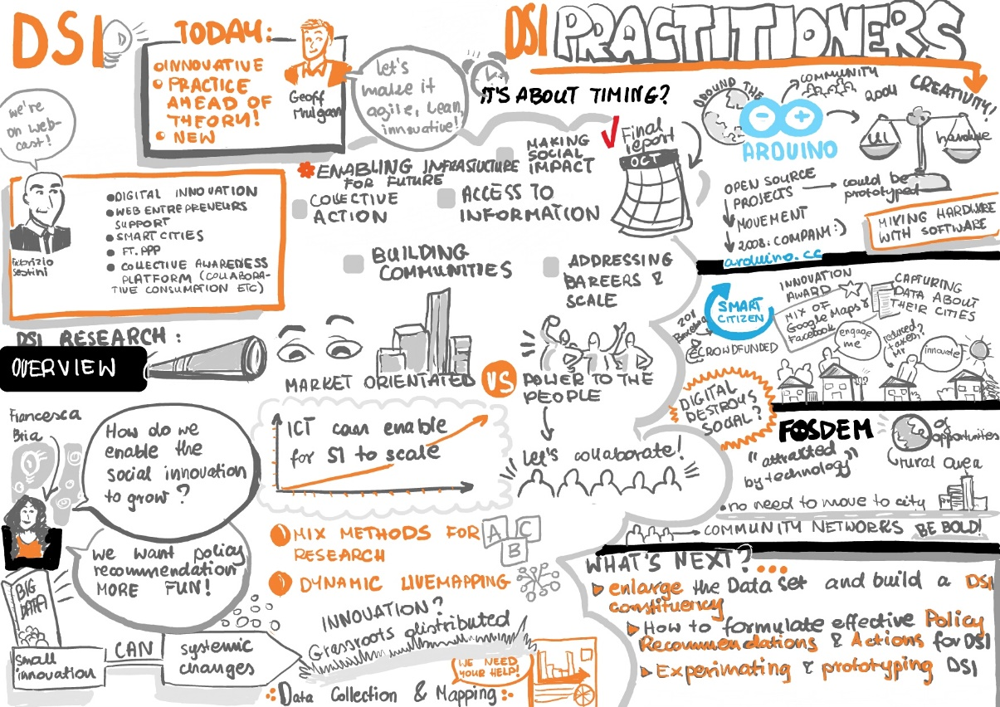 DSI
TODAY:
INNOVATIVE
PRACTICE
AHEAD OF
THEORY!
NEW
Geoff
Mulgan
Let's
make it
agile, lean,
innovative!
we're
on web-
cast!
Fabrizio
Sestini
DIGITAL INNOVATION
WEB ENTREPRENEURS
SUPPORT
SMART CITIES
FT. APP
COLLECTIVE AWARENESS
PLATFORM (COLLABORA-
TIVE CONSUMATION ETC)
DSI RESEARCH:
OVERVIEW
Francesca
Bria
How do we
enable the
social innovation
to grow?
we want policy
recommendation
MORE FUN!
BIG
DATA
Small
innovation
CAN
systemic
changes
IT'S ABOUT TIMING?
Final
report
OCT
ENABLING INFRASTUCTURE
FOR FUTURE
MAKING
SOCIAL
IMPACT
COLLECTIVE
ACTION
ACCESS TO
INFORMATION
BUILDING
COMMUNITIES
ADDRESSING
BAREERS &
SCALE
MARKET ORIENTATED
VS
POWER TO THE
PEOPLE
Let's collaborate!
ICT can enable
for SI to scale
MIX METHODS FOR
RESEARCH
A
C
B
DYNAMIC LIVEMAPPING
INNOVATION?
Grassroots distributed
WE NEED
YOUR HELP!
Data Collection & Mapping
DSI PRACTITIONERS
AROUND THE
COMMUNITY
2004
CREATIVITY!
ARDUINO
UI
hardware
OPEN SOURCE
PROJECTS
could be
prototyped
MOVEMENT
2008: COMPANY:)
arduino.cc
MIXING HARDWARE
WITH SOFTWARE
SMART
CITIZEN
2011
CROWDFUNDED
INNOVATION
AWARD
MIX OF
Google Maps &
Facebook
CAPTURING
DATA ABOUT
THEIR CITIES
engage
me
reduced
taxes,
innovate
DIGITAL
DESTROUS
SOCIAL?
FOSDEM
"attracted
by technology"
of
opportunities
rural area
no need to move to city
COMMUNITY NETWORKS BE BOLD!
WHAT'S NEXT?...
enlarge the Data set and build a DSI
constituency
How to formulate effective Policy
Recommendations & Actions for DSI
Experimating & prototyping DSI